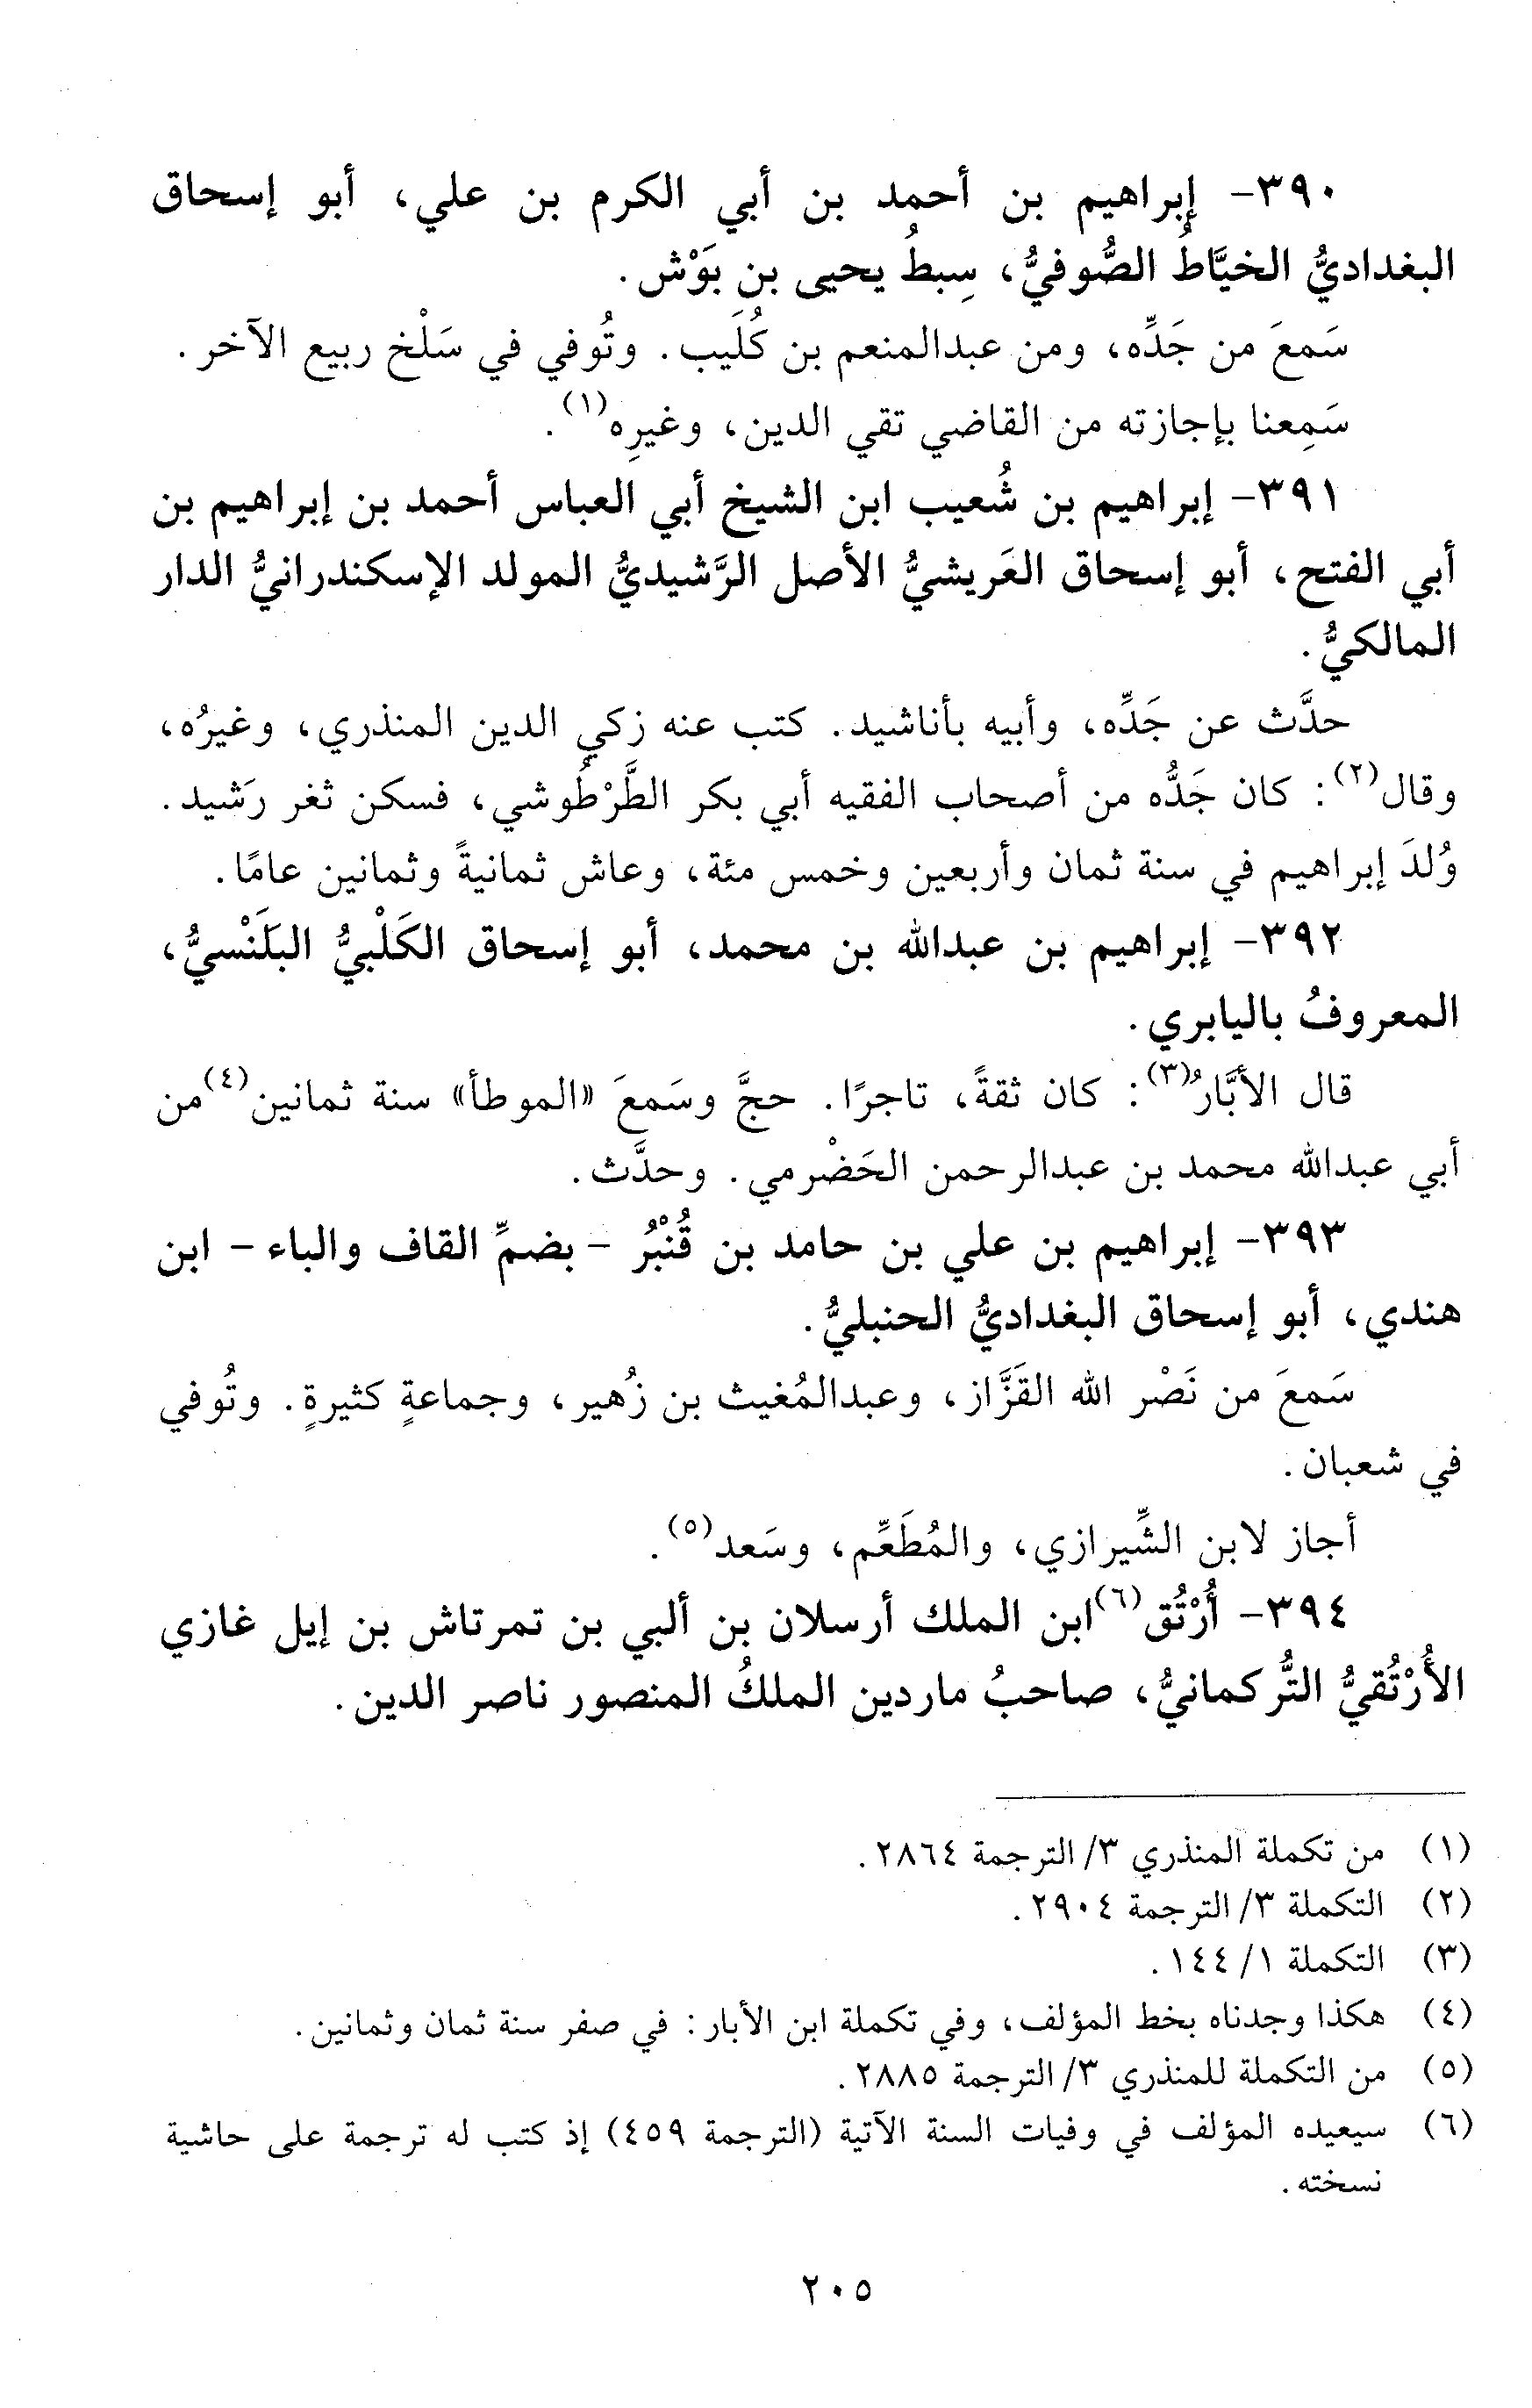 ٣٩٠- إبراهيم بن أحمد بن أبي الكرم بن علي، أبو إسحاق
البغداديُّ الخيَّاطُ الصُّوفيُّ، سِبطُ يحيى بن بَوْش.
سَمعَ من جَدِّه، ومن عبدالمنعم بن كُلَيب. وتُوفي في سَلْخ ربيع الآخر.
سَمِعنا بإجازته من القاضي تقي الدين، وغيرِه(١).
٣٩١- إبراهيم بن شُعيب ابن الشيخ أبي العباس أحمد بن إبراهيم بن
أبي الفتح، أبو إسحاق العَريشيُّ الأصل الرَّشيديُّ المولد الإسكندرانيُّ الدار
المالكيُّ.
حدَّث عن جَدِّه، وأبيه بأناشيد. كتب عنه زكي الدين المنذري، وغيرُه،
وقال(٢): كان جَدُّه من أصحاب الفقيه أبي بكر الطَّرْطُوشي، فسكن ثغر رَشيد.
وُلدَ إبراهيم في سنة ثمان وأربعين وخمس مئة، وعاش ثمانيةً وثمانين عامًا.
٣٩٢- إبراهيم بن عبدالله بن محمد، أبو إسحاق الكَلْبيُّ البلَنْسيُّ،
المعروفُ باليابري.
قال الأبَّارُ(٣): كان ثقةً، تاجرًا. حجَّ وسَمعَ «الموطأ» سنة ثمانين(٤)من
أبي عبدالله محمد بن عبدالرحمن الحَضْرمي. وحدَّث.
٣٩٣- إبراهيم بن علي بن حامد بن قُنْبُر - بضمِّ القاف والباء - ابن
هندي، أبو إسحاق البغداديُّ الحنبليُّ.
سَمعَ من نَصْر الله القَزَّاز، وعبدالمُغيث بن زُهير، وجماعةٍ كثيرةٍ. وتُوفي
في شعبان.
أجاز لابن الشِّيرازي، والمُطَعِّم، وسَعد(٥).
٣٩٤- أُرْتُق(٦)ابن الملك أرسلان بن ألبي بن تمرتاش بن إيل غازي
الأُرْتُقيُّ التُّركمانيُّ، صاحبُ ماردين الملكُ المنصور ناصر الدين.
(١) من تكملة المنذري ٣/ الترجمة ٢٨٦٤.
(٢) التكملة ٣/ الترجمة ٢٩٠٤.
(٣) التكملة ١/ ١٤٤.
(٤) هكذا وجدناه بخط المؤلف، وفي تكملة ابن الأبار: في صفر سنة ثمان وثمانين.
(٥) من التكملة للمنذري ٣/ الترجمة ٢٨٨٥.
(٦) سيعيده المؤلف في وفيات السنة الآتية (الترجمة ٤٥٩) إذ كتب له ترجمة على حاشية
نسخته.
٢٠٥